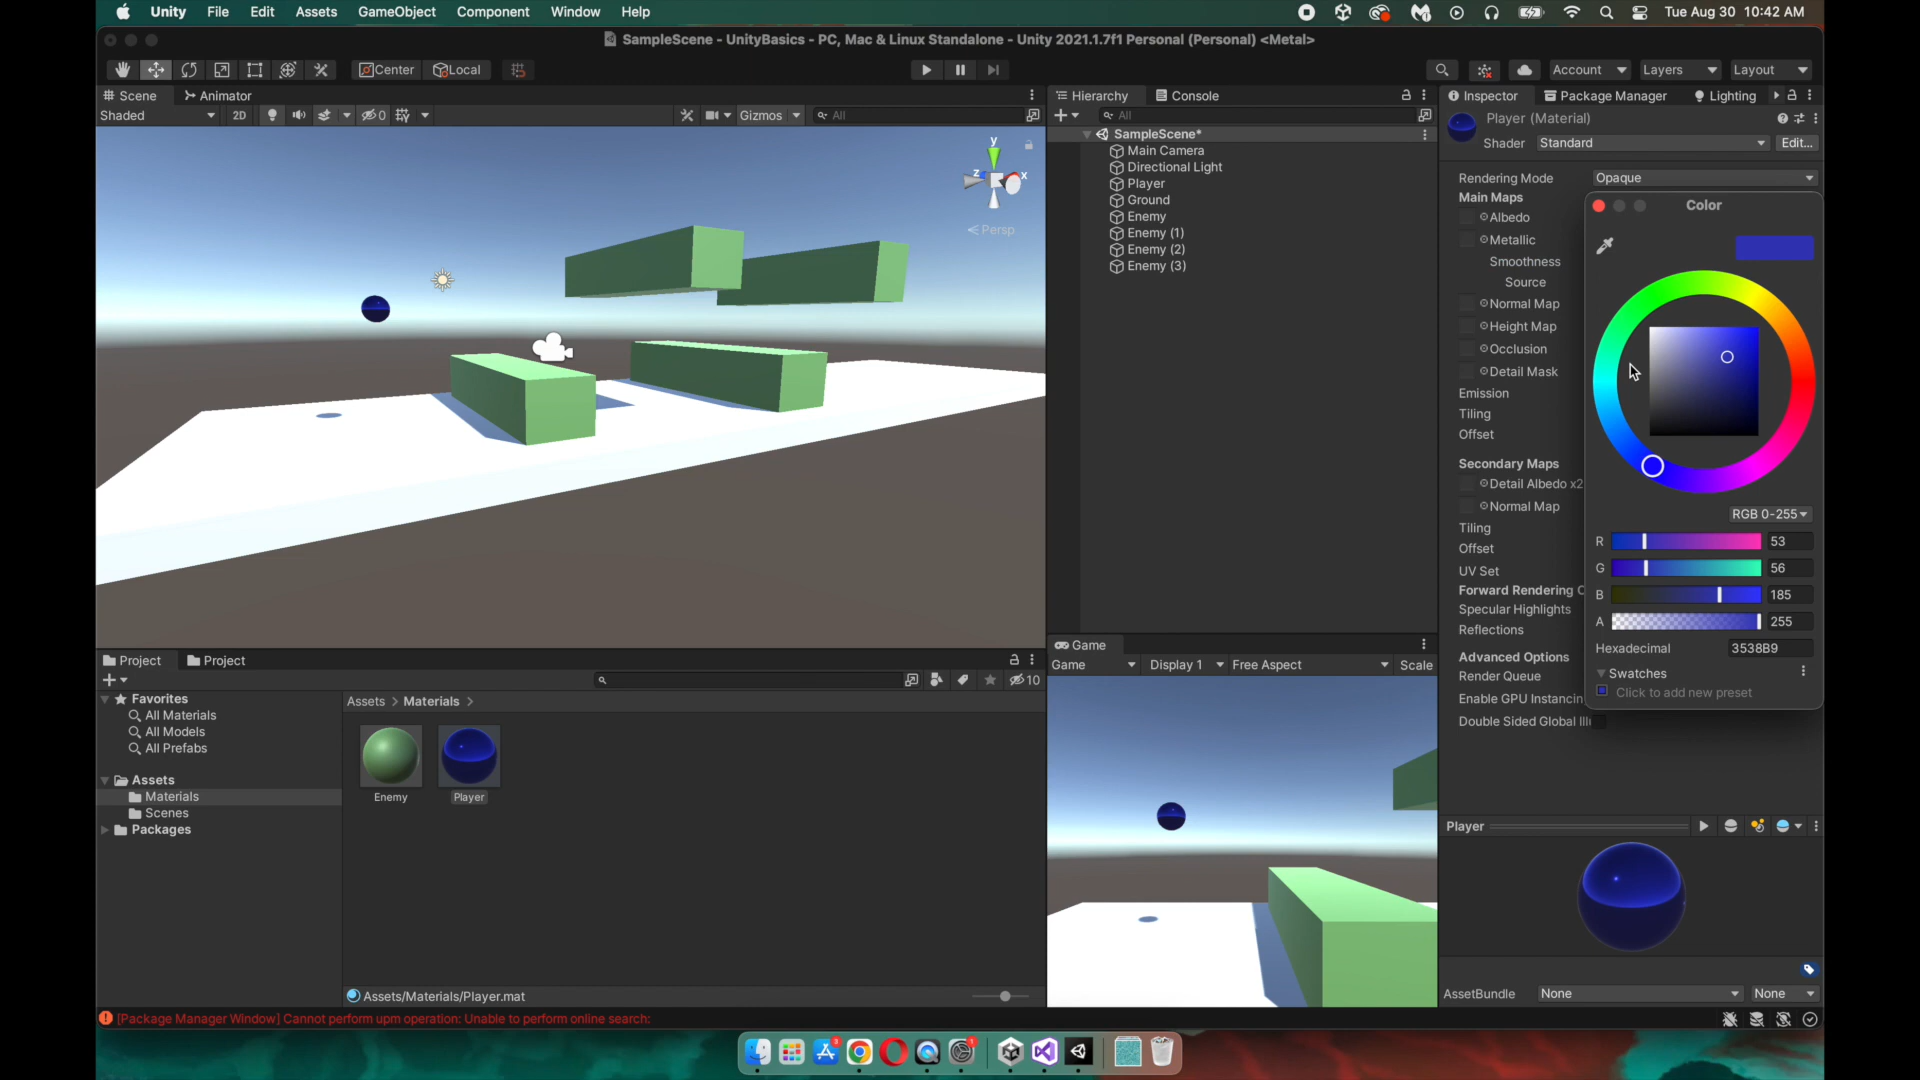 Unity File Edit Assets GameObject Component Window Help Tue Aug 30 10:42 AM
SampleScene - UnityBasics - PC, Mac & Linux Standalone - Unity 2021.1.7f1 Personal (Personal) <Metal>
Center Local Account Layers Layout
Scene Animator
Shaded 2D 0 Gizmos All
y
z x
Persp
Hierarchy Console
All
SampleScene*
Main Camera
Directional Light
Player
Ground
Enemy
Enemy (1)
Enemy (2)
Enemy (3)
Inspector Package Manager Lighting
Player (Material)
Shader Standard Edit...
Rendering Mode Opaque
Main Maps
Albedo
Metallic
Smoothness
Source
Normal Map
Height Map
Occlusion
Detail Mask
Emission
Tiling
Offset
Secondary Maps
Detail Albedo x2
Normal Map
Tiling
Offset
UV Set
Forward Rendering O
Specular Highlights
Reflections
Advanced Options
Render Queue
Enable GPU Instancin
Double Sided Global Illu
Color
RGB 0-255
R 53
G 56
B 185
A 255
Hexadecimal 3538B9
Swatches
Click to add new preset
Game
Game Display 1 Free Aspect Scale
Project Project
10
Favorites
All Materials
All Models
All Prefabs
Assets
Materials
Scenes
Packages
Assets > Materials >
Enemy
Player
Assets/Materials/Player.mat
Player
AssetBundle None None
[Package Manager Window] Cannot perform upm operation: Unable to perform online search:
3
1